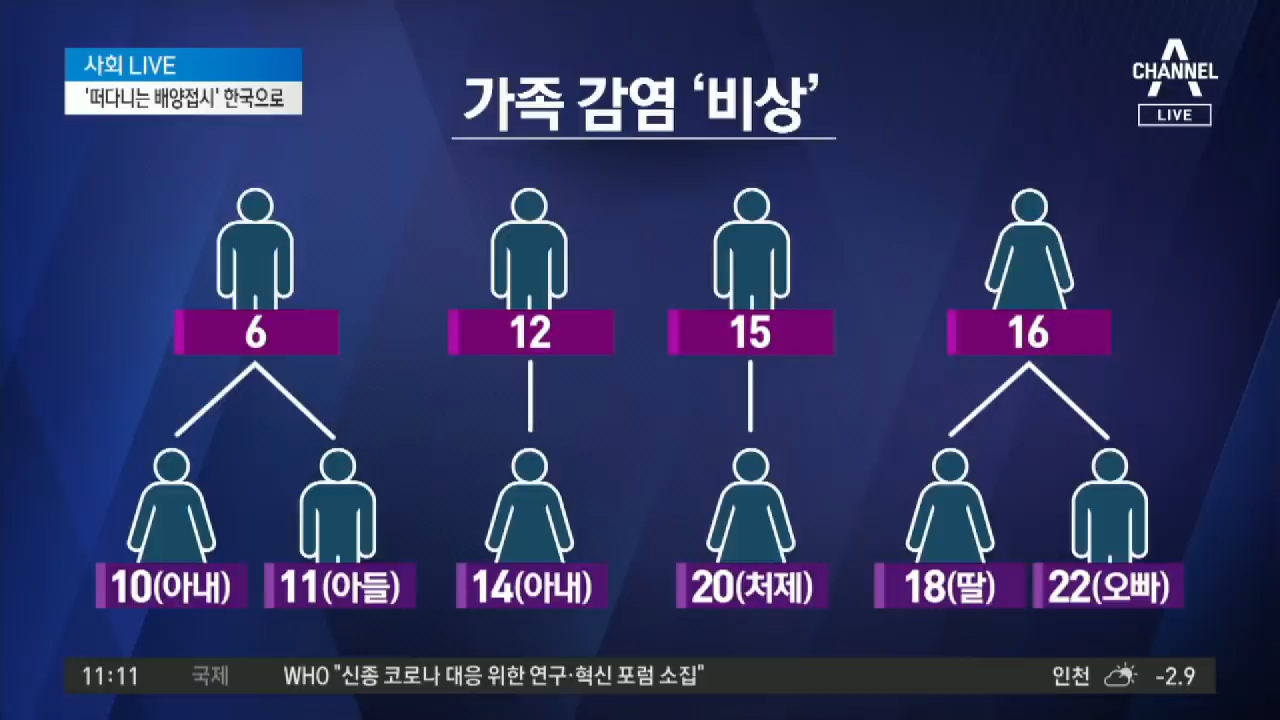 사회 LIVE
'떠다니는 배양접시' 한국으로
가족 감염 ‘비상’
CHANNEL A
LIVE
6
12
15
16
10(아내)
11(아들)
14(아내)
20(처제)
18(딸)
22(오빠)
11:11 국제 WHO "신종 코로나 대응 위한 연구·혁신 포럼 소집" 인천 -2.9